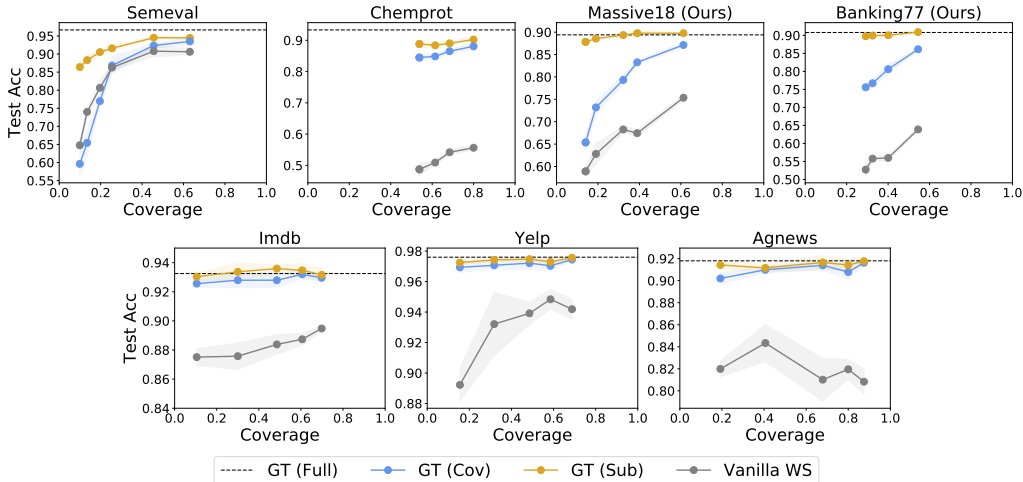 Semeval
Chemprot
Massive18 (Ours)
Banking77 (Ours)
Test Acc
0.95
0.90
0.85
0.80
0.75
0.70
0.65
0.60
0.55
0.0 0.2 0.4 0.6 0.8 1.0
Coverage
0.9
0.8
0.7
0.6
0.5
0.0 0.2 0.4 0.6 0.8 1.0
Coverage
0.90
0.85
0.80
0.75
0.70
0.65
0.60
0.0 0.2 0.4 0.6 0.8 1.0
Coverage
0.90
0.85
0.80
0.75
0.70
0.65
0.60
0.55
0.50
0.0 0.2 0.4 0.6 0.8 1.0
Coverage
Imdb
Yelp
Agnews
Test Acc
0.94
0.92
0.90
0.88
0.86
0.84
0.0 0.2 0.4 0.6 0.8 1.0
Coverage
0.98
0.96
0.94
0.92
0.90
0.88
0.0 0.2 0.4 0.6 0.8 1.0
Coverage
0.92
0.90
0.88
0.86
0.84
0.82
0.80
0.0 0.2 0.4 0.6 0.8 1.0
Coverage
GT (Full) GT (Cov) GT (Sub) Vanilla WS